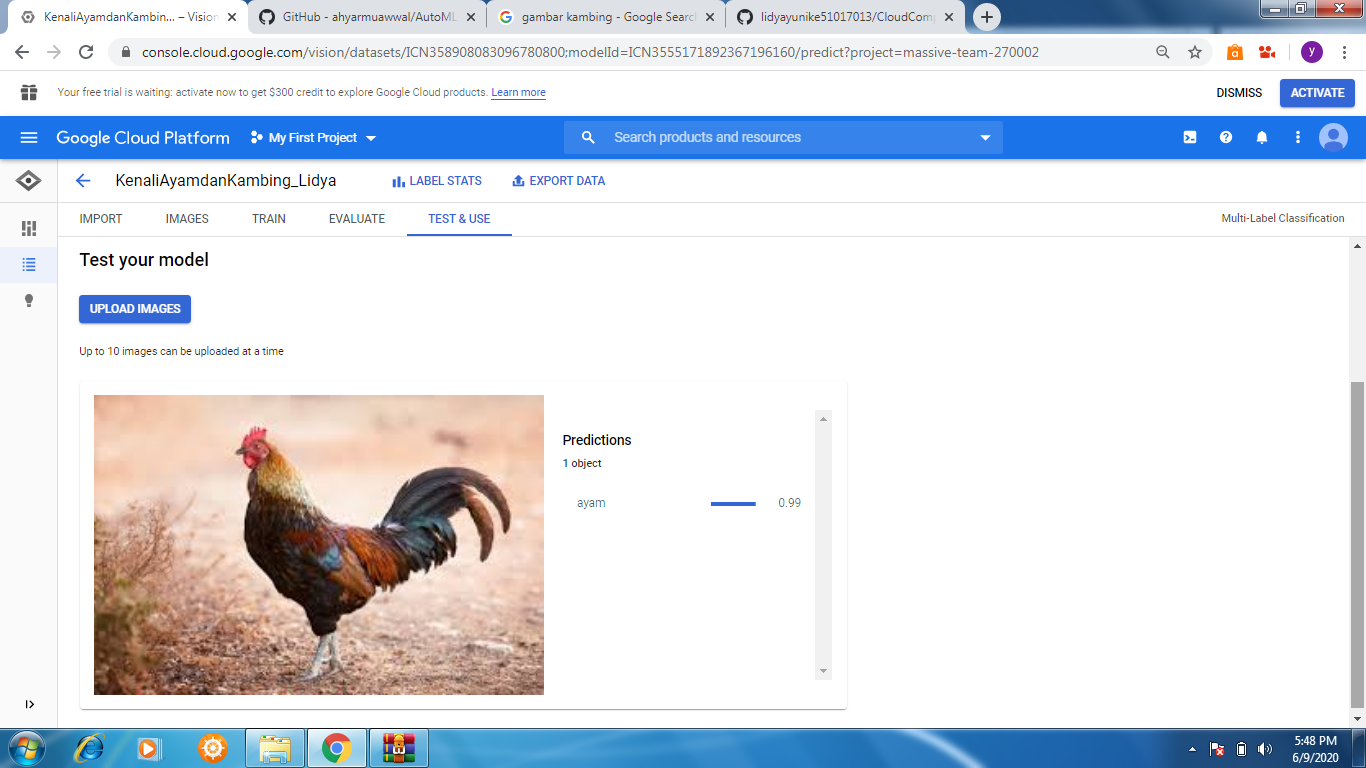 KenaliAyamdanKambin... – Vision
GitHub - ahyarmuawwal/AutoML
gambar kambing - Google Search
lidyayunike51017013/CloudComp
console.cloud.google.com/vision/datasets/ICN358908083096780800;modelId=ICN3555171892367196160/predict?project=massive-team-270002
a
y
Your free trial is waiting: activate now to get $300 credit to explore Google Cloud products. Learn more
DISMISS
ACTIVATE
Google Cloud Platform
My First Project
Search products and resources
KenaliAyamdanKambing_Lidya
LABEL STATS
EXPORT DATA
IMPORT
IMAGES
TRAIN
EVALUATE
TEST & USE
Multi-Label Classification
Test your model
UPLOAD IMAGES
Up to 10 images can be uploaded at a time
Predictions
1 object
ayam
0.99
5:48 PM
6/9/2020